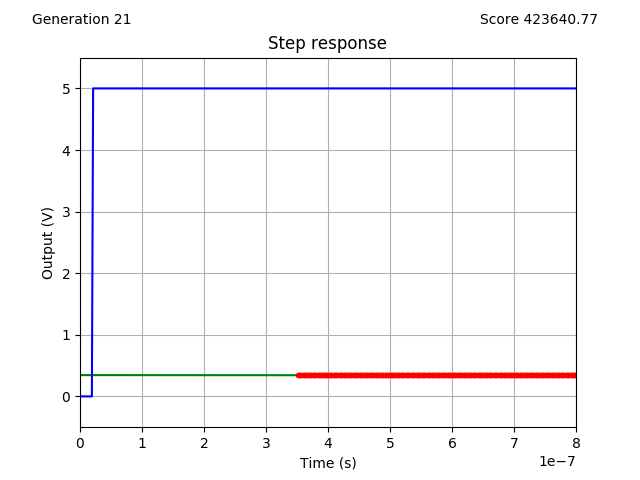 Generation 21
Score 423640.77
Step response
Output (V)
5
4
3
2
1
0
0 1 2 3 4 5 6 7 8
1e−7
Time (s)